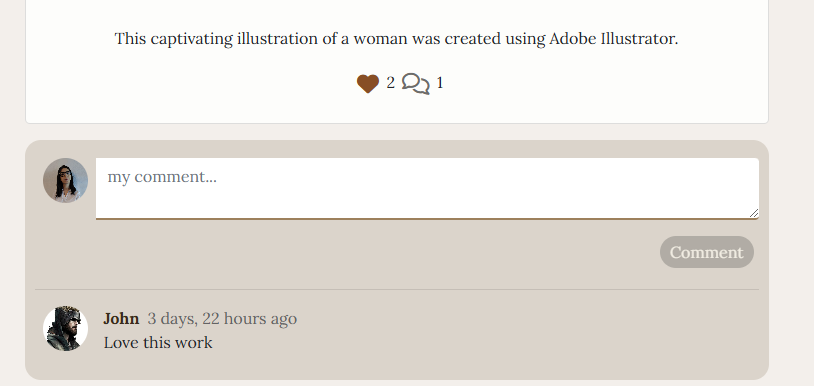 This captivating illustration of a woman was created using Adobe Illustrator.
2 1
my comment...
Comment
John 3 days, 22 hours ago
Love this work